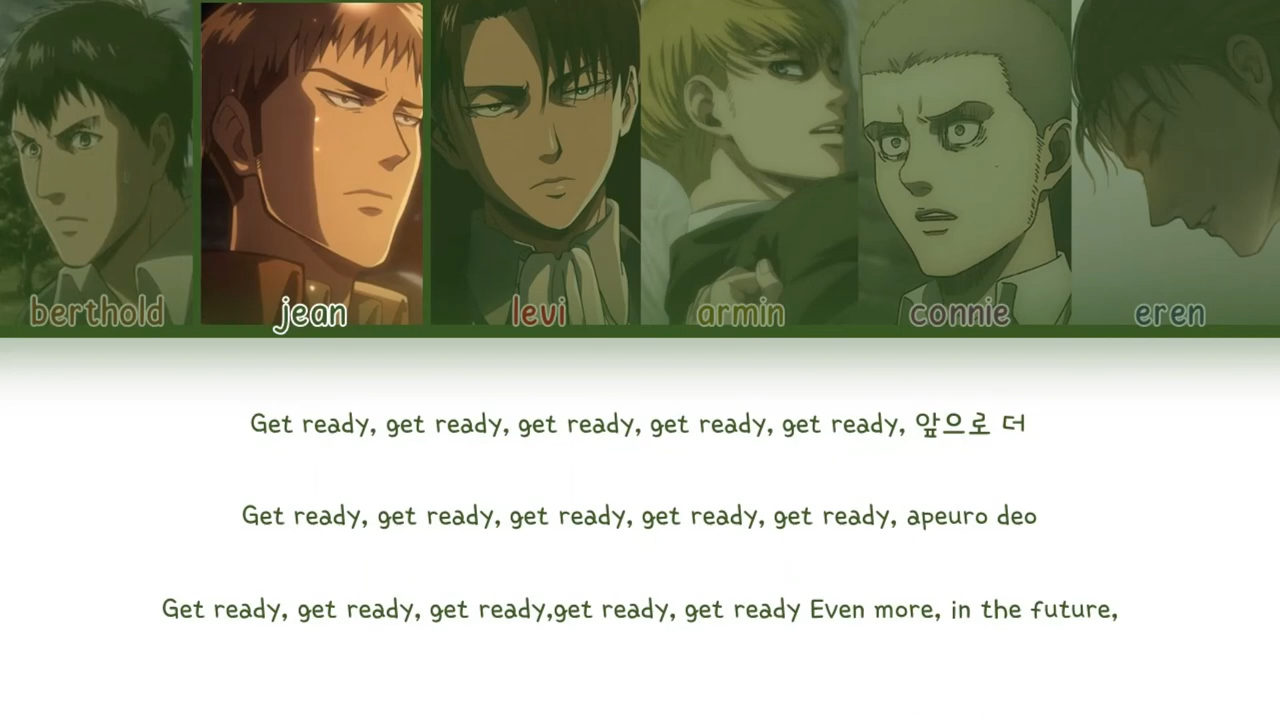 berthold jean levi armin connie eren
Get ready, get ready, get ready, get ready, get ready, 앞으로 더
Get ready, get ready, get ready, get ready, get ready, apeuro deo
Get ready, get ready, get ready,get ready, get ready Even more, in the future,